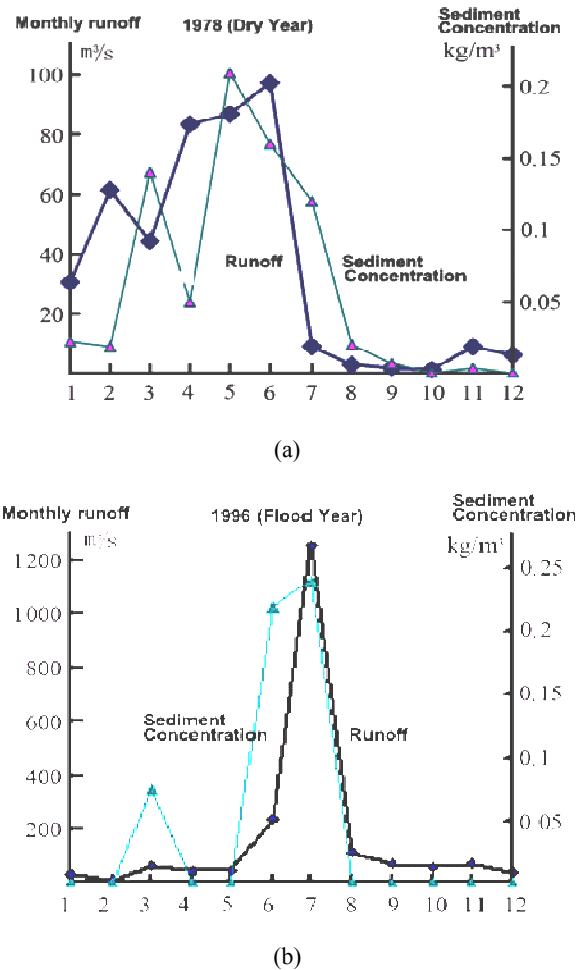 Monthly runoff 1978 (Dry Year) Sediment
Concentration
m³/s kg/m³
100 0.2
80 0.15
60 0.1
40
Runoff Sediment
Concentration
20 0.05
1 2 3 4 5 6 7 8 9 10 11 12
(a)
Monthly runoff 1996 (Flood Year) Sediment
Concentration
m³/s kg/m³
1200 0.25
1000 0.2
800 0.15
600
Sediment
Concentration Runoff
400 0.1
200 0.05
1 2 3 4 5 6 7 8 9 10 11 12
(b)